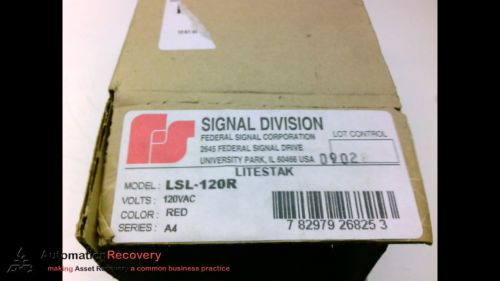 SIGNAL DIVISION
FEDERAL SIGNAL CORPORATION
2645 FEDERAL SIGNAL DRIVE
UNIVERSITY PARK, IL 60466 USA
LOT CONTROL
0902
LITESTAK
MODEL: LSL-120R
VOLTS: 120VAC
COLOR: RED
SERIES: A4
7 82979 26825 3
Automation Recovery
making Asset Recovery a common business practice